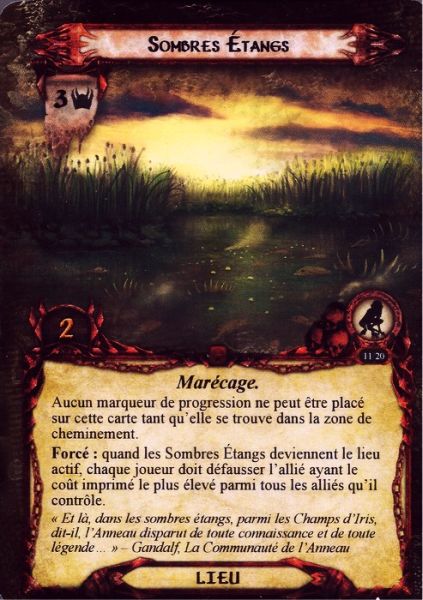 Sombres Étangs
3
2
11 20
Marécage.
Aucun marqueur de progression ne peut être placé
sur cette carte tant qu'elle se trouve dans la zone de
cheminement.
Forcé : quand les Sombres Étangs deviennent le lieu
actif, chaque joueur doit défausser l'allié ayant le
coût imprimé le plus élevé parmi tous les alliés qu'il
contrôle.
« Et là, dans les sombres étangs, parmi les Champs d'Iris,
dit-il, l'Anneau disparut de toute connaissance et de toute
légende… » – Gandalf, La Communauté de l'Anneau
LIEU